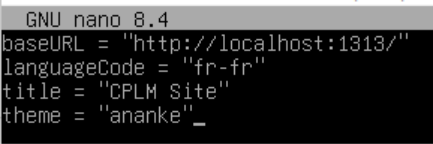 GNU nano 8.4
baseURL = "http://localhost:1313/"
languageCode = "fr-fr"
title = "CPLM Site"
theme = "ananke"_